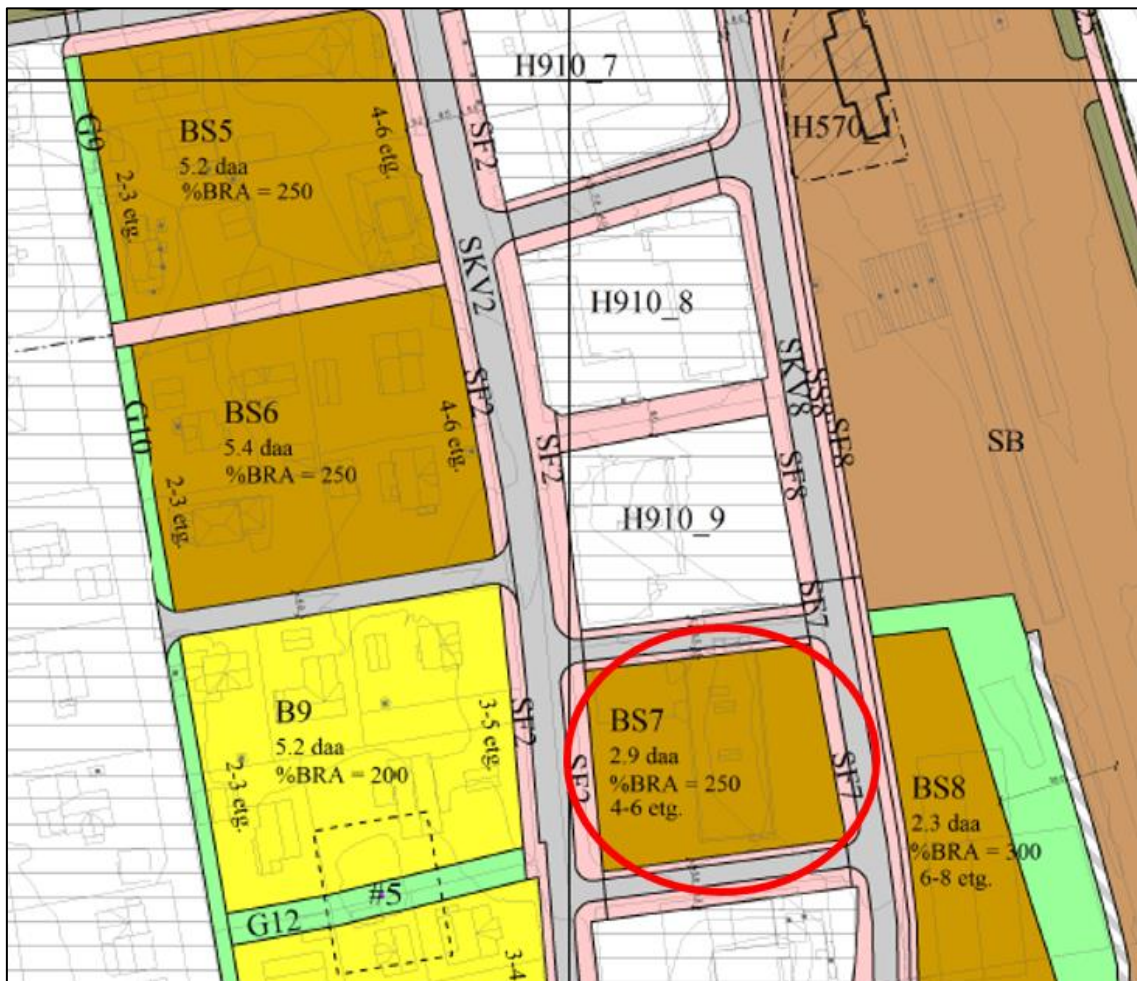 H910_7
H570
BS5
5.2 daa
%BRA = 250
G9
2-3 etg.
4-6 etg.
SF2
SKV2
H910_8
BS6
5.4 daa
%BRA = 250
G10
2-3 etg.
4-6 etg.
SF2
SF2
SKV8
SS8
SF8
SF8
SB
H910_9
B9
5.2 daa
%BRA = 200
2-3 etg.
3-5 etg.
SF2
BS7
2.9 daa
%BRA = 250
4-6 etg.
SF2
SF7
SF7
BS8
2.3 daa
%BRA = 300
6-8 etg.
#5
G12
3-4